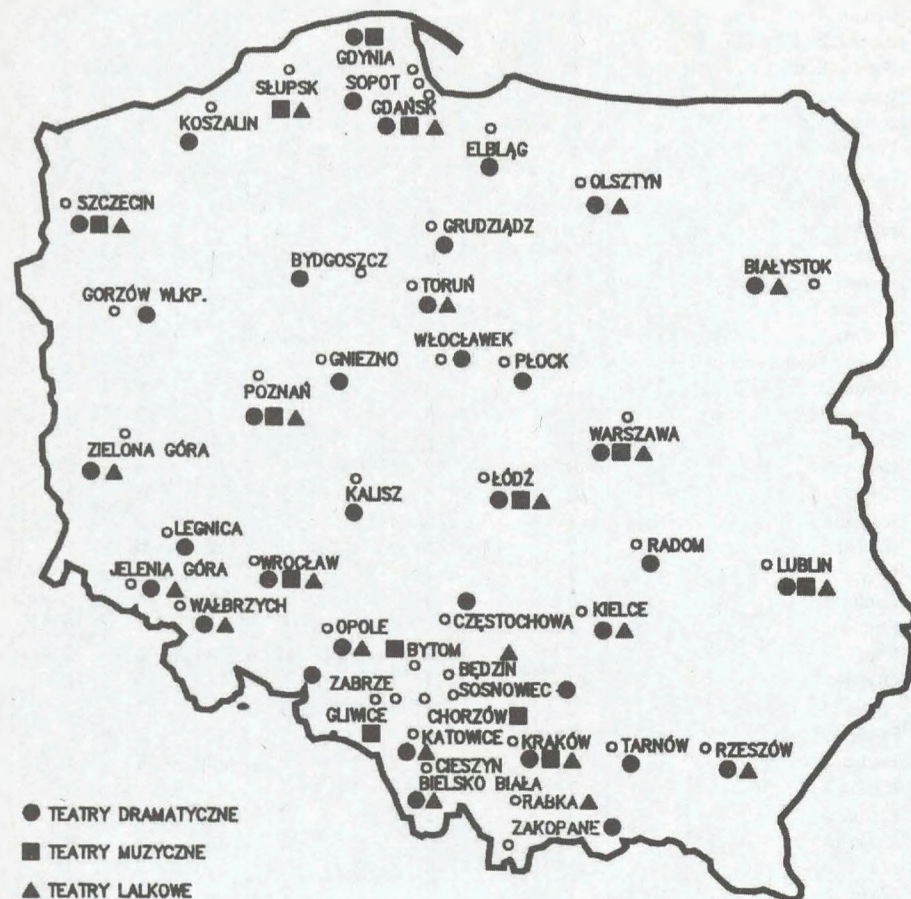 GDYNIA
SŁUPSK
SOPOT
KOSZALIN
GDAŃSK
ELBLĄG
OLSZTYN
SZCZECIN
GRUDZIĄDZ
BYDGOSZCZ
BIAŁYSTOK
GORZÓW WLKP.
TORUŃ
WŁOCŁAWEK
GNIEZNO
PŁOCK
POZNAŃ
WARSZAWA
ZIELONA GÓRA
ŁÓDŹ
KALISZ
LEGNICA
RADOM
WROCŁAW
LUBLIN
JELENIA GÓRA
WAŁBRZYCH
KIELCE
CZĘSTOCHOWA
OPOLE
BYTOM
BĘDZIN
ZABRZE
SOSNOWIEC
GLIWICE
CHORZÓW
KATOWICE
KRAKÓW
TARNÓW
RZESZÓW
CIESZYN
BIELSKO BIAŁA
RABKA
ZAKOPANE
TEATRY DRAMATYCZNE
TEATRY MUZYCZNE
TEATRY LALKOWE